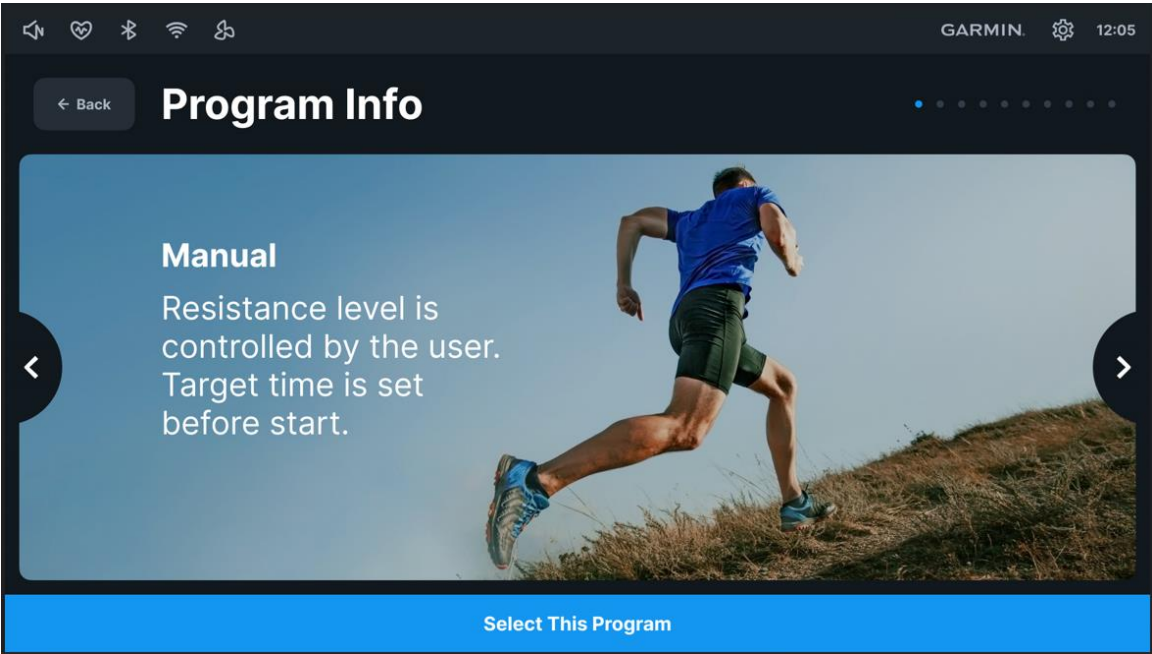 GARMIN.
12:05
← Back
Program Info
Manual
Resistance level is
controlled by the user.
Target time is set
before start.
Select This Program